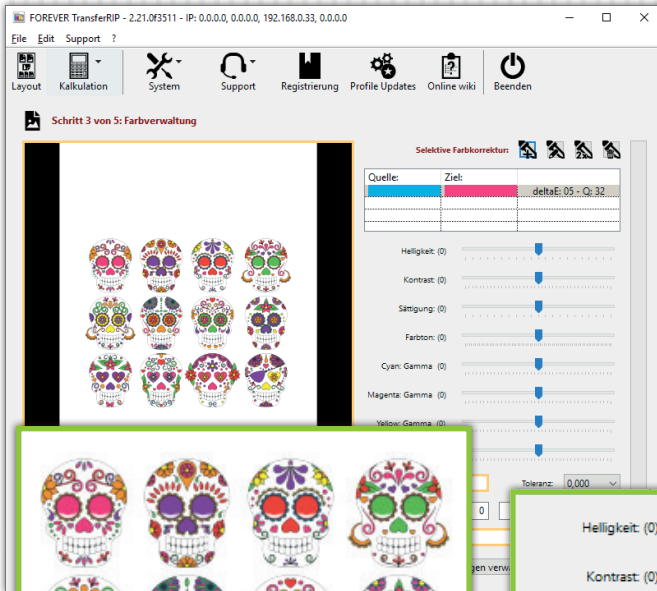 FOREVER TransferRIP - 2.21.0f3511 - IP: 0.0.0.0, 0.0.0.0, 192.168.0.33, 0.0.0.0
File Edit Support ?
Layout Kalkulation System Support Registrierung Profile Updates Online wiki Beenden
Schritt 3 von 5: Farbverwaltung
Selektive Farbkorrektur:
Quelle: Ziel:
deltaE: 05 - Q: 32
Helligkeit: (0)
Kontrast: (0)
Sättigung: (0)
Farbton: (0)
Cyan: Gamma (0)
Magenta: Gamma (0)
Yellow: Gamma (0)
Toleranz: 0,000
0
Helligkeit: (0)
Kontrast: (0)